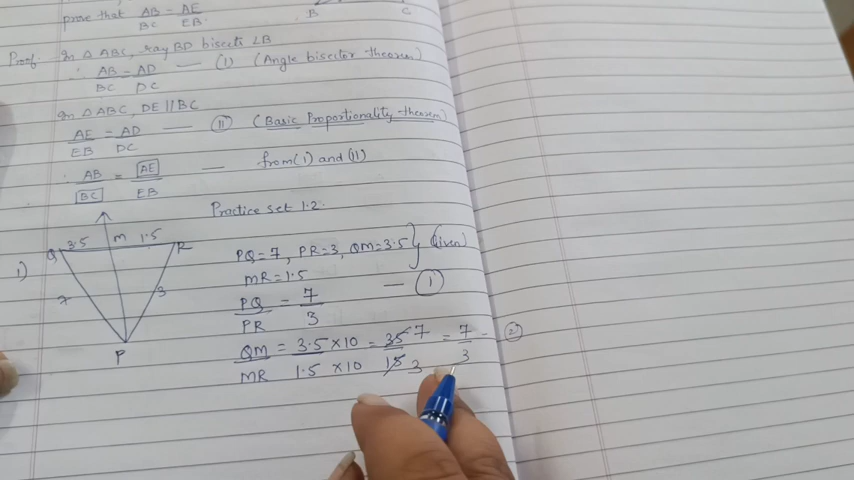 prove that AB/BC = AE/EB.
B C
Proof. In △ ABC, ray BD bisects ∠B
∴ AB/BC = AD/DC — (I) (Angle bisector theorem)
In △ ABC, DE || BC
AE/EB = AD/DC — (II) (Basic Proportionality theorem)
∴ AB/BC = AE/EB — from (I) and (II)
Practice set 1.2.
1)
Q 3.5 M 1.5 R
7 3
P
PQ = 7, PR = 3, QM = 3.5 } Given
MR = 1.5
PQ/PR = 7/3 — (1)
QM/MR = 3.5 × 10/1.5 × 10 = 35 7/15 3 = 7/3 - (2)